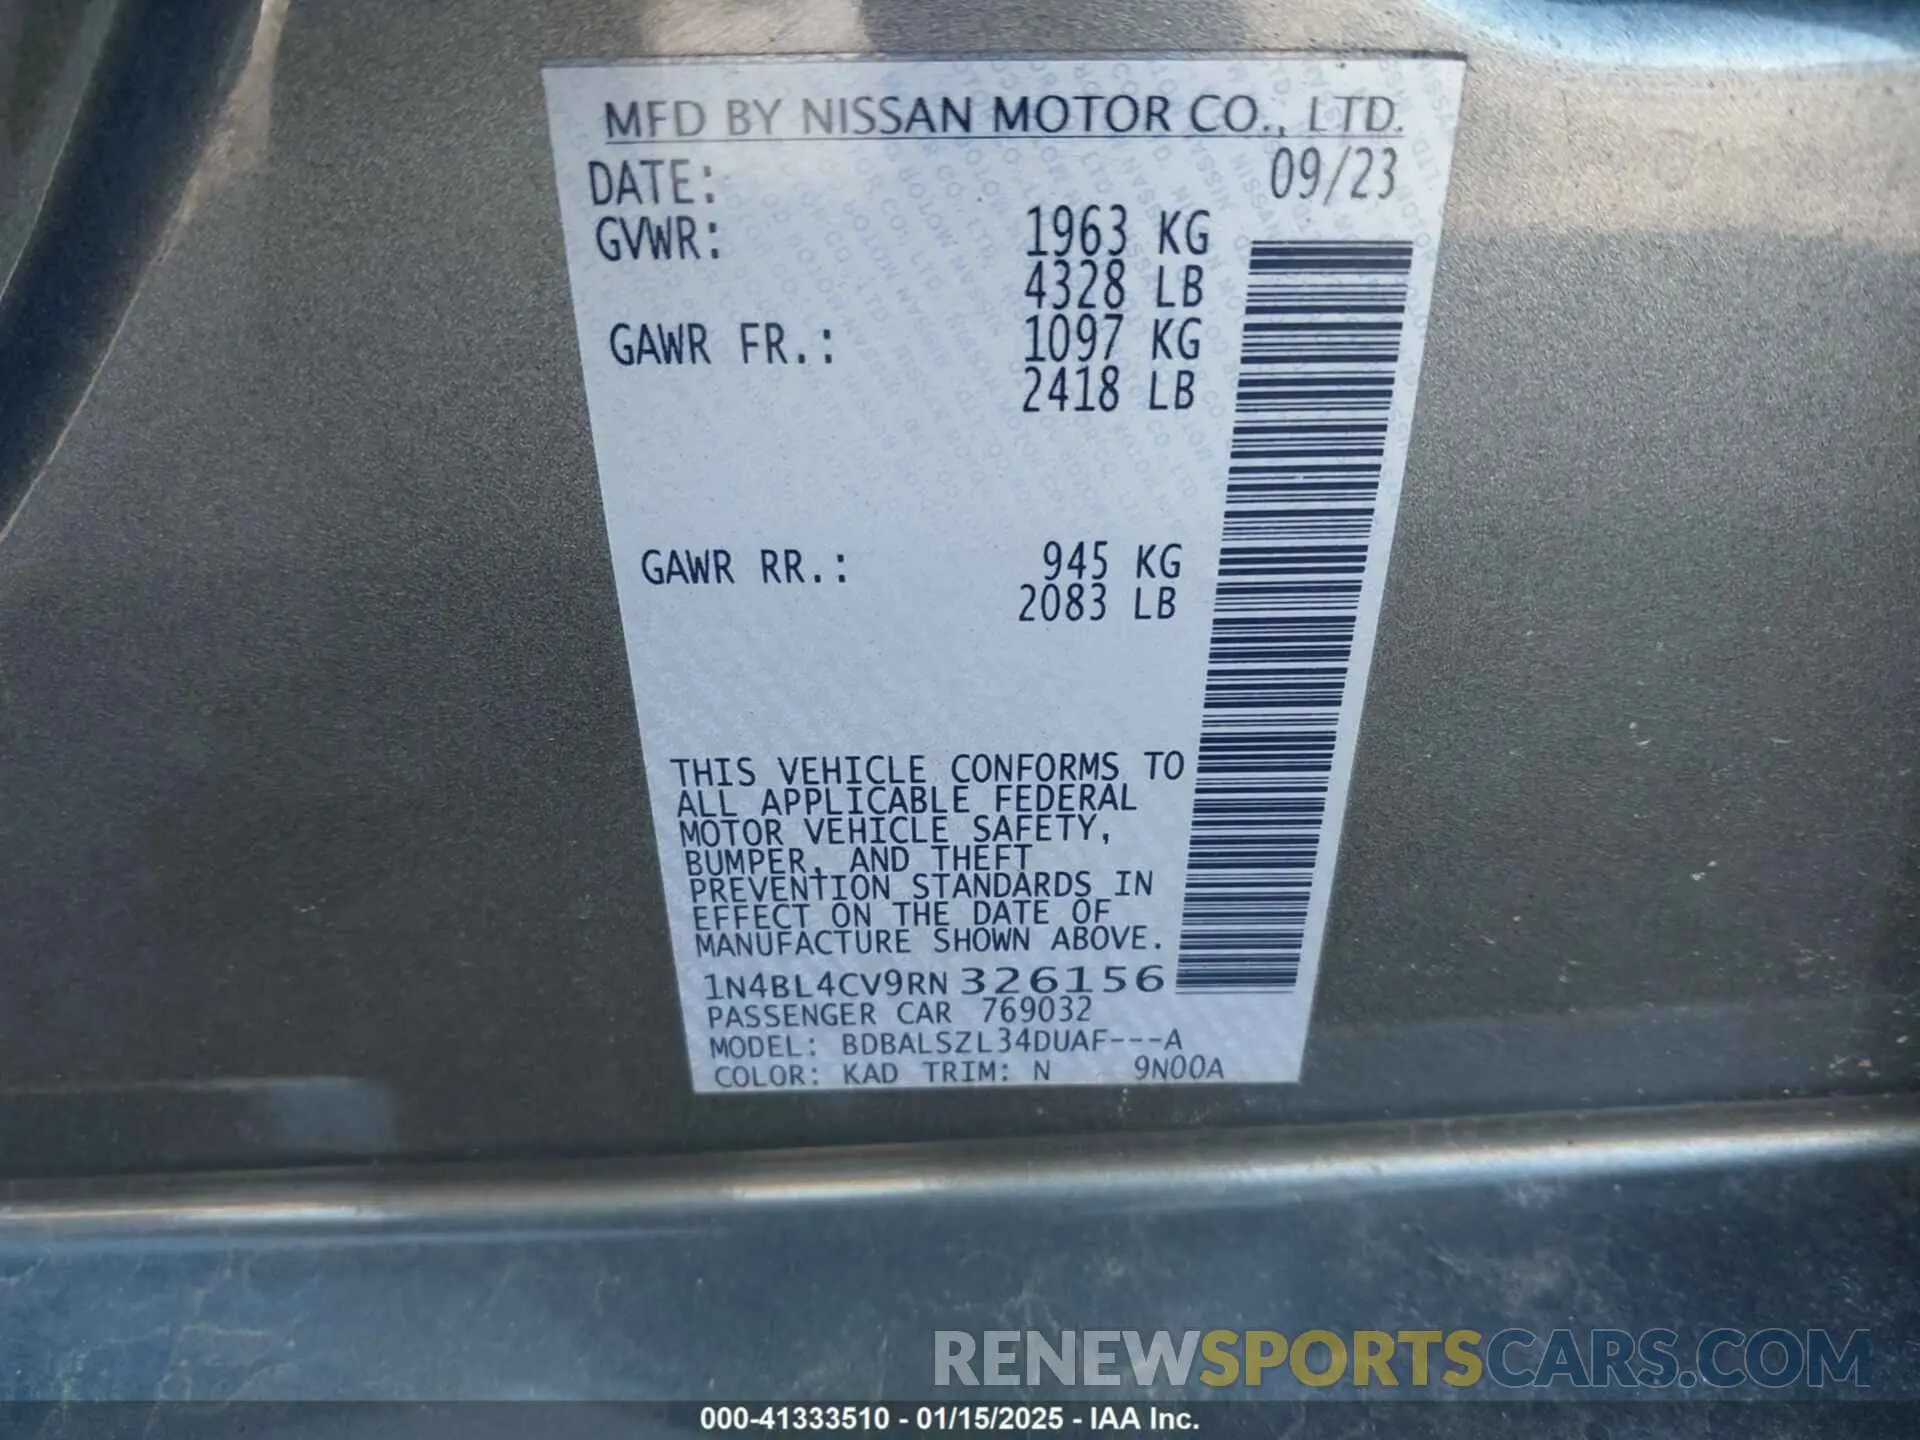 MFD BY NISSAN MOTOR CO., LTD.
DATE: 09/23
GVWR: 1963 KG
4328 LB
GAWR FR.: 1097 KG
2418 LB
GAWR RR.: 945 KG
2083 LB
THIS VEHICLE CONFORMS TO
ALL APPLICABLE FEDERAL
MOTOR VEHICLE SAFETY,
BUMPER, AND THEFT
PREVENTION STANDARDS IN
EFFECT ON THE DATE OF
MANUFACTURE SHOWN ABOVE.
1N4BL4CV9RN 326156
PASSENGER CAR 769032
MODEL: BDBALSZL34DUAF---A
COLOR: KAD TRIM: N 9N00A
RENEWSPORTSCARS.COM
000-41333510 - 01/15/2025 - IAA Inc.